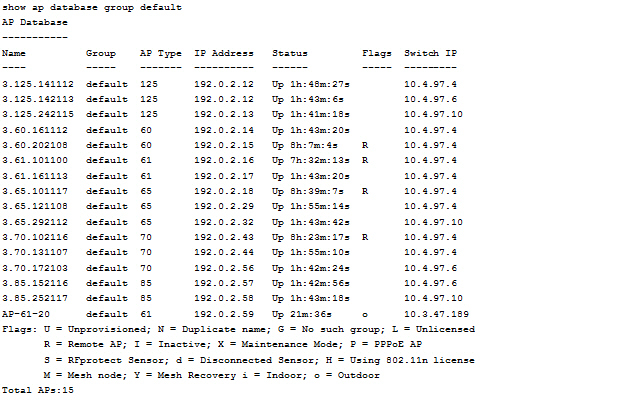 show ap database group default
AP Database
-----------
Name       Group    AP Type  IP Address  Status        Flags  Switch IP
----       -----    -------  ----------  ------        -----  ---------
3.125.141112  default  125  192.0.2.12  Up 1h:48m:27s  10.4.97.4
3.125.142113  default  125  192.0.2.12  Up 1h:43m:6s  10.4.97.6
3.125.242115  default  125  192.0.2.13  Up 1h:41m:18s  10.4.97.10
3.60.161112  default  60  192.0.2.14  Up 1h:43m:20s  10.4.97.4
3.60.202108  default  60  192.0.2.15  Up 8h:7m:4s  R  10.4.97.4
3.61.101100  default  61  192.0.2.16  Up 7h:32m:13s  R  10.4.97.4
3.61.161113  default  61  192.0.2.17  Up 1h:43m:20s  10.4.97.4
3.65.101117  default  65  192.0.2.18  Up 8h:39m:7s  R  10.4.97.4
3.65.121108  default  65  192.0.2.29  Up 1h:55m:14s  10.4.97.4
3.65.292112  default  65  192.0.2.32  Up 1h:43m:42s  10.4.97.10
3.70.102116  default  70  192.0.2.43  Up 8h:23m:17s  R  10.4.97.4
3.70.131107  default  70  192.0.2.44  Up 1h:55m:10s  10.4.97.4
3.70.172103  default  70  192.0.2.56  Up 1h:42m:24s  10.4.97.6
3.85.152116  default  85  192.0.2.57  Up 1h:42m:56s  10.4.97.6
3.85.252117  default  85  192.0.2.58  Up 1h:43m:18s  10.4.97.10
AP-61-20  default  61  192.0.2.59  Up 21m:36s  o  10.3.47.189
Flags: U = Unprovisioned; N = Duplicate name; G = No such group; L = Unlicensed
R = Remote AP; I = Inactive; X = Maintenance Mode; P = PPPoE AP
S = RFprotect Sensor; d = Disconnected Sensor; H = Using 802.11n license
M = Mesh node; Y = Mesh Recovery i = Indoor; o = Outdoor
Total APs:15